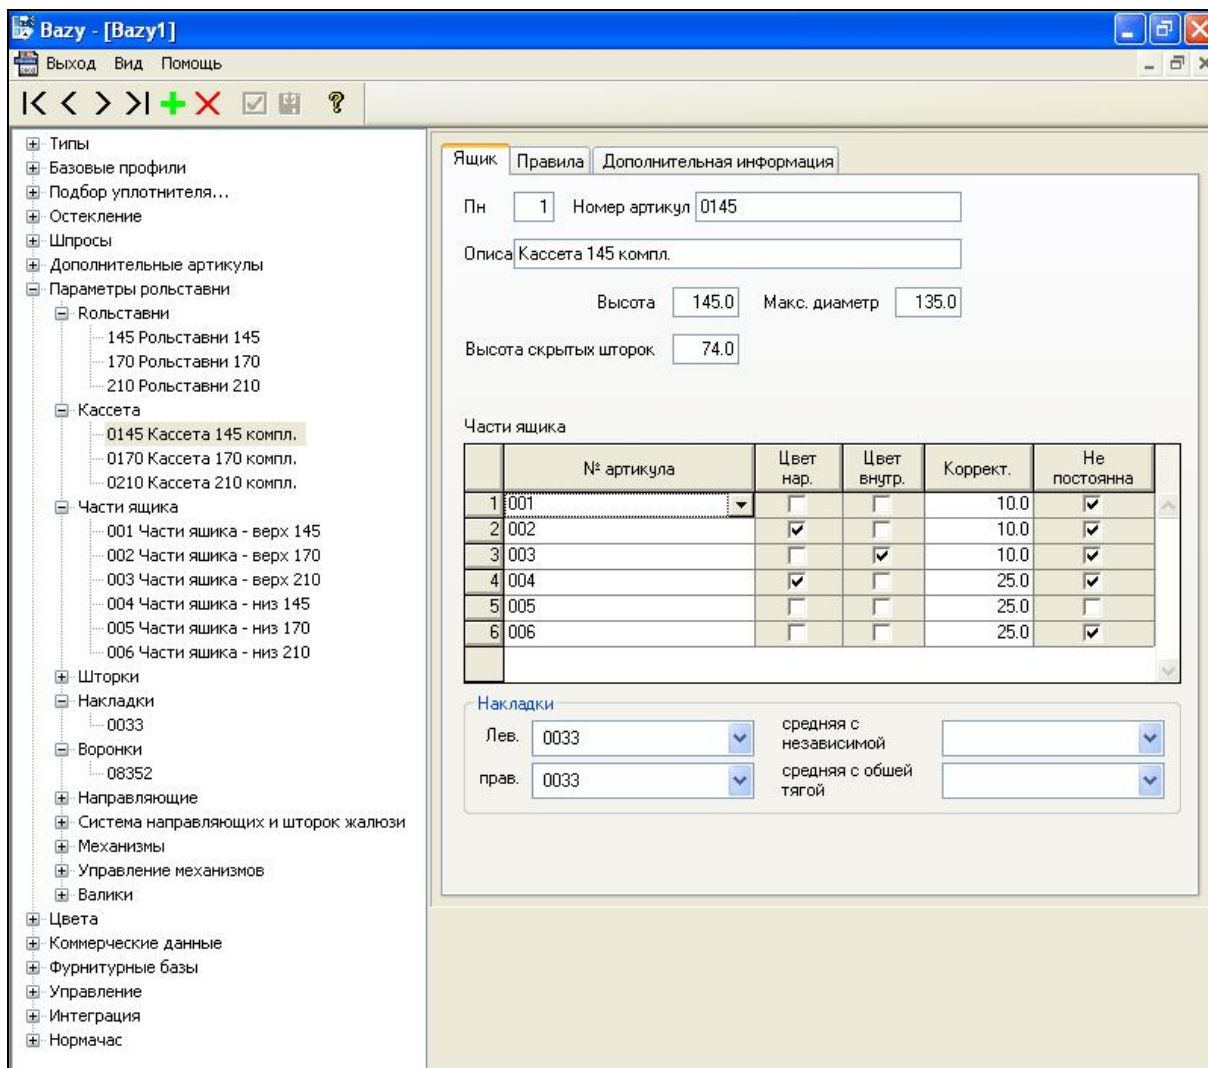 Bazy - [Bazy1]
Выход Вид Помощь
Типы
Базовые профили
Подбор уплотнителя...
Остекление
Шпросы
Дополнительные артикулы
Параметры рольставни
Rольставни
145 Рольставни 145
170 Рольставни 170
210 Рольставни 210
Кассета
0145 Кассета 145 компл.
0170 Кассета 170 компл.
0210 Кассета 210 компл.
Части ящика
001 Части яшика - верх 145
002 Части яшика - верх 170
003 Части яшика - верх 210
004 Части яшика - низ 145
005 Части яшика - низ 170
006 Части яшика - низ 210
Шторки
Накладки
0033
Воронки
08352
Направляющие
Система направляющих и шторок жалюзи
Механизмы
Управление механизмов
Валики
Цвета
Коммерческие данные
Фурнитурные базы
Управление
Интеграция
Нормачас
Ящик Правила Дополнительная информация
Пн 1 Номер артикул 0145
Описа Кассета 145 компл.
Высота 145.0 Макс. диаметр 135.0
Высота скрытых шторок 74.0
Части ящика
№ артикула Цвет нар. Цвет внутр. Коррект. Не постоянна
1 001 10.0
2 002 10.0
3 003 10.0
4 004 25.0
5 005 25.0
6 006 25.0
Накладки
Лев. 0033 средняя с независимой
прав. 0033 средняя с обшей тягой